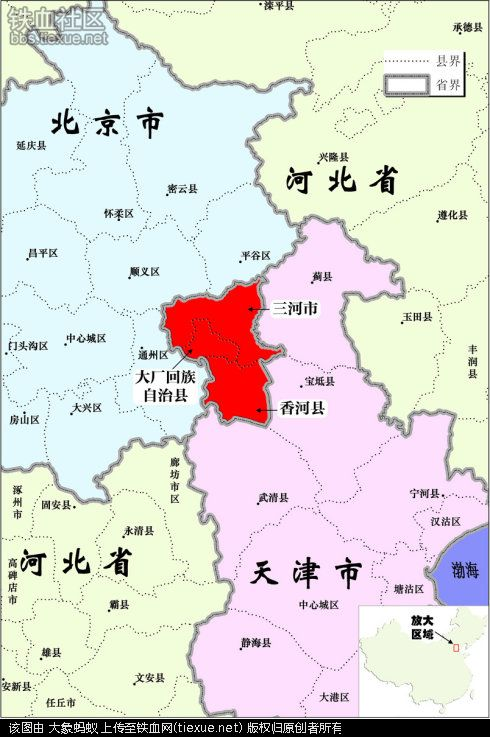 铁血社区
bbs.tiexue.net
滦平县
承德县
县界
省界
北京市
延庆县
兴隆县
河北省
密云县
怀柔区
遵化县
昌平区
平谷区
顺义区
蓟县
三河市
玉田县
门头沟区
中心城区
通州区
丰润县
大厂回族
自治县
宝坻县
房山区
大兴区
香河县
廊坊市区
涿州市
固安县
武清县
宁河县
汉沽区
永清县
河北省
高碑店市
天津市
渤海
塘沽区
霸县
中心城区
放大
区域
雄县
静海县
安新县
文安县
任丘市
大港区
该图由 大象蚂蚁 上传至铁血网(tiexue.net) 版权归原创者所有